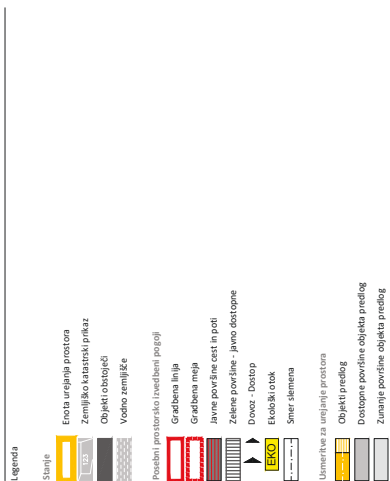 Legenda
Stanje
Enota urejanja prostora
123 Zemljiško katastrski prikaz
Objekti obstoječi
Vodno zemljišče
Posebni prostorsko izvedbeni pogoji
Gradbena linija
Gradbena meja
Javne površine cest in poti
Zelene površine - javno dostopne
Dovoz - Dostop
EKO Ekološki otok
Smer slemena
Usmeritve za urejanje prostora
Objekti predlog
Dostopne površine objekta predlog
Zunanje površine objekta predlog